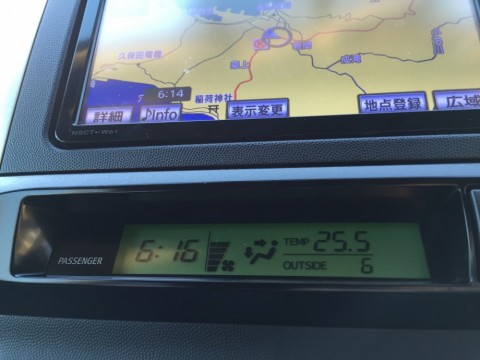 久保田電機
6:14
稲荷神社
詳細
♪Info
表示変更
地点登録
広域
NSCT-W61
PASSENGER
6:16
TEMP 25.5
OUTSIDE 6